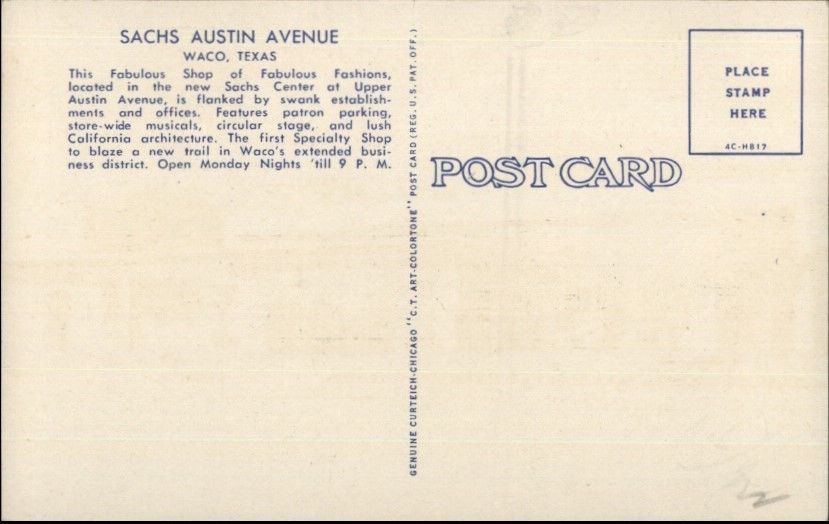 SACHS AUSTIN AVENUE
WACO, TEXAS
This Fabulous Shop of Fabulous Fashions,
located in the new Sachs Center at Upper
Austin Avenue, is flanked by swank establish-
ments and offices. Features patron parking,
store-wide musicals, circular stage, and lush
California architecture. The first Specialty Shop
to blaze a new trail in Waco's extended busi-
ness district. Open Monday Nights 'till 9 P. M.
GENUINE CURTEICH-CHICAGO "C.T. ART-COLORTONE" POST CARD (REG. U.S. PAT. OFF.)
POST CARD
PLACE
STAMP
HERE
4C-H817